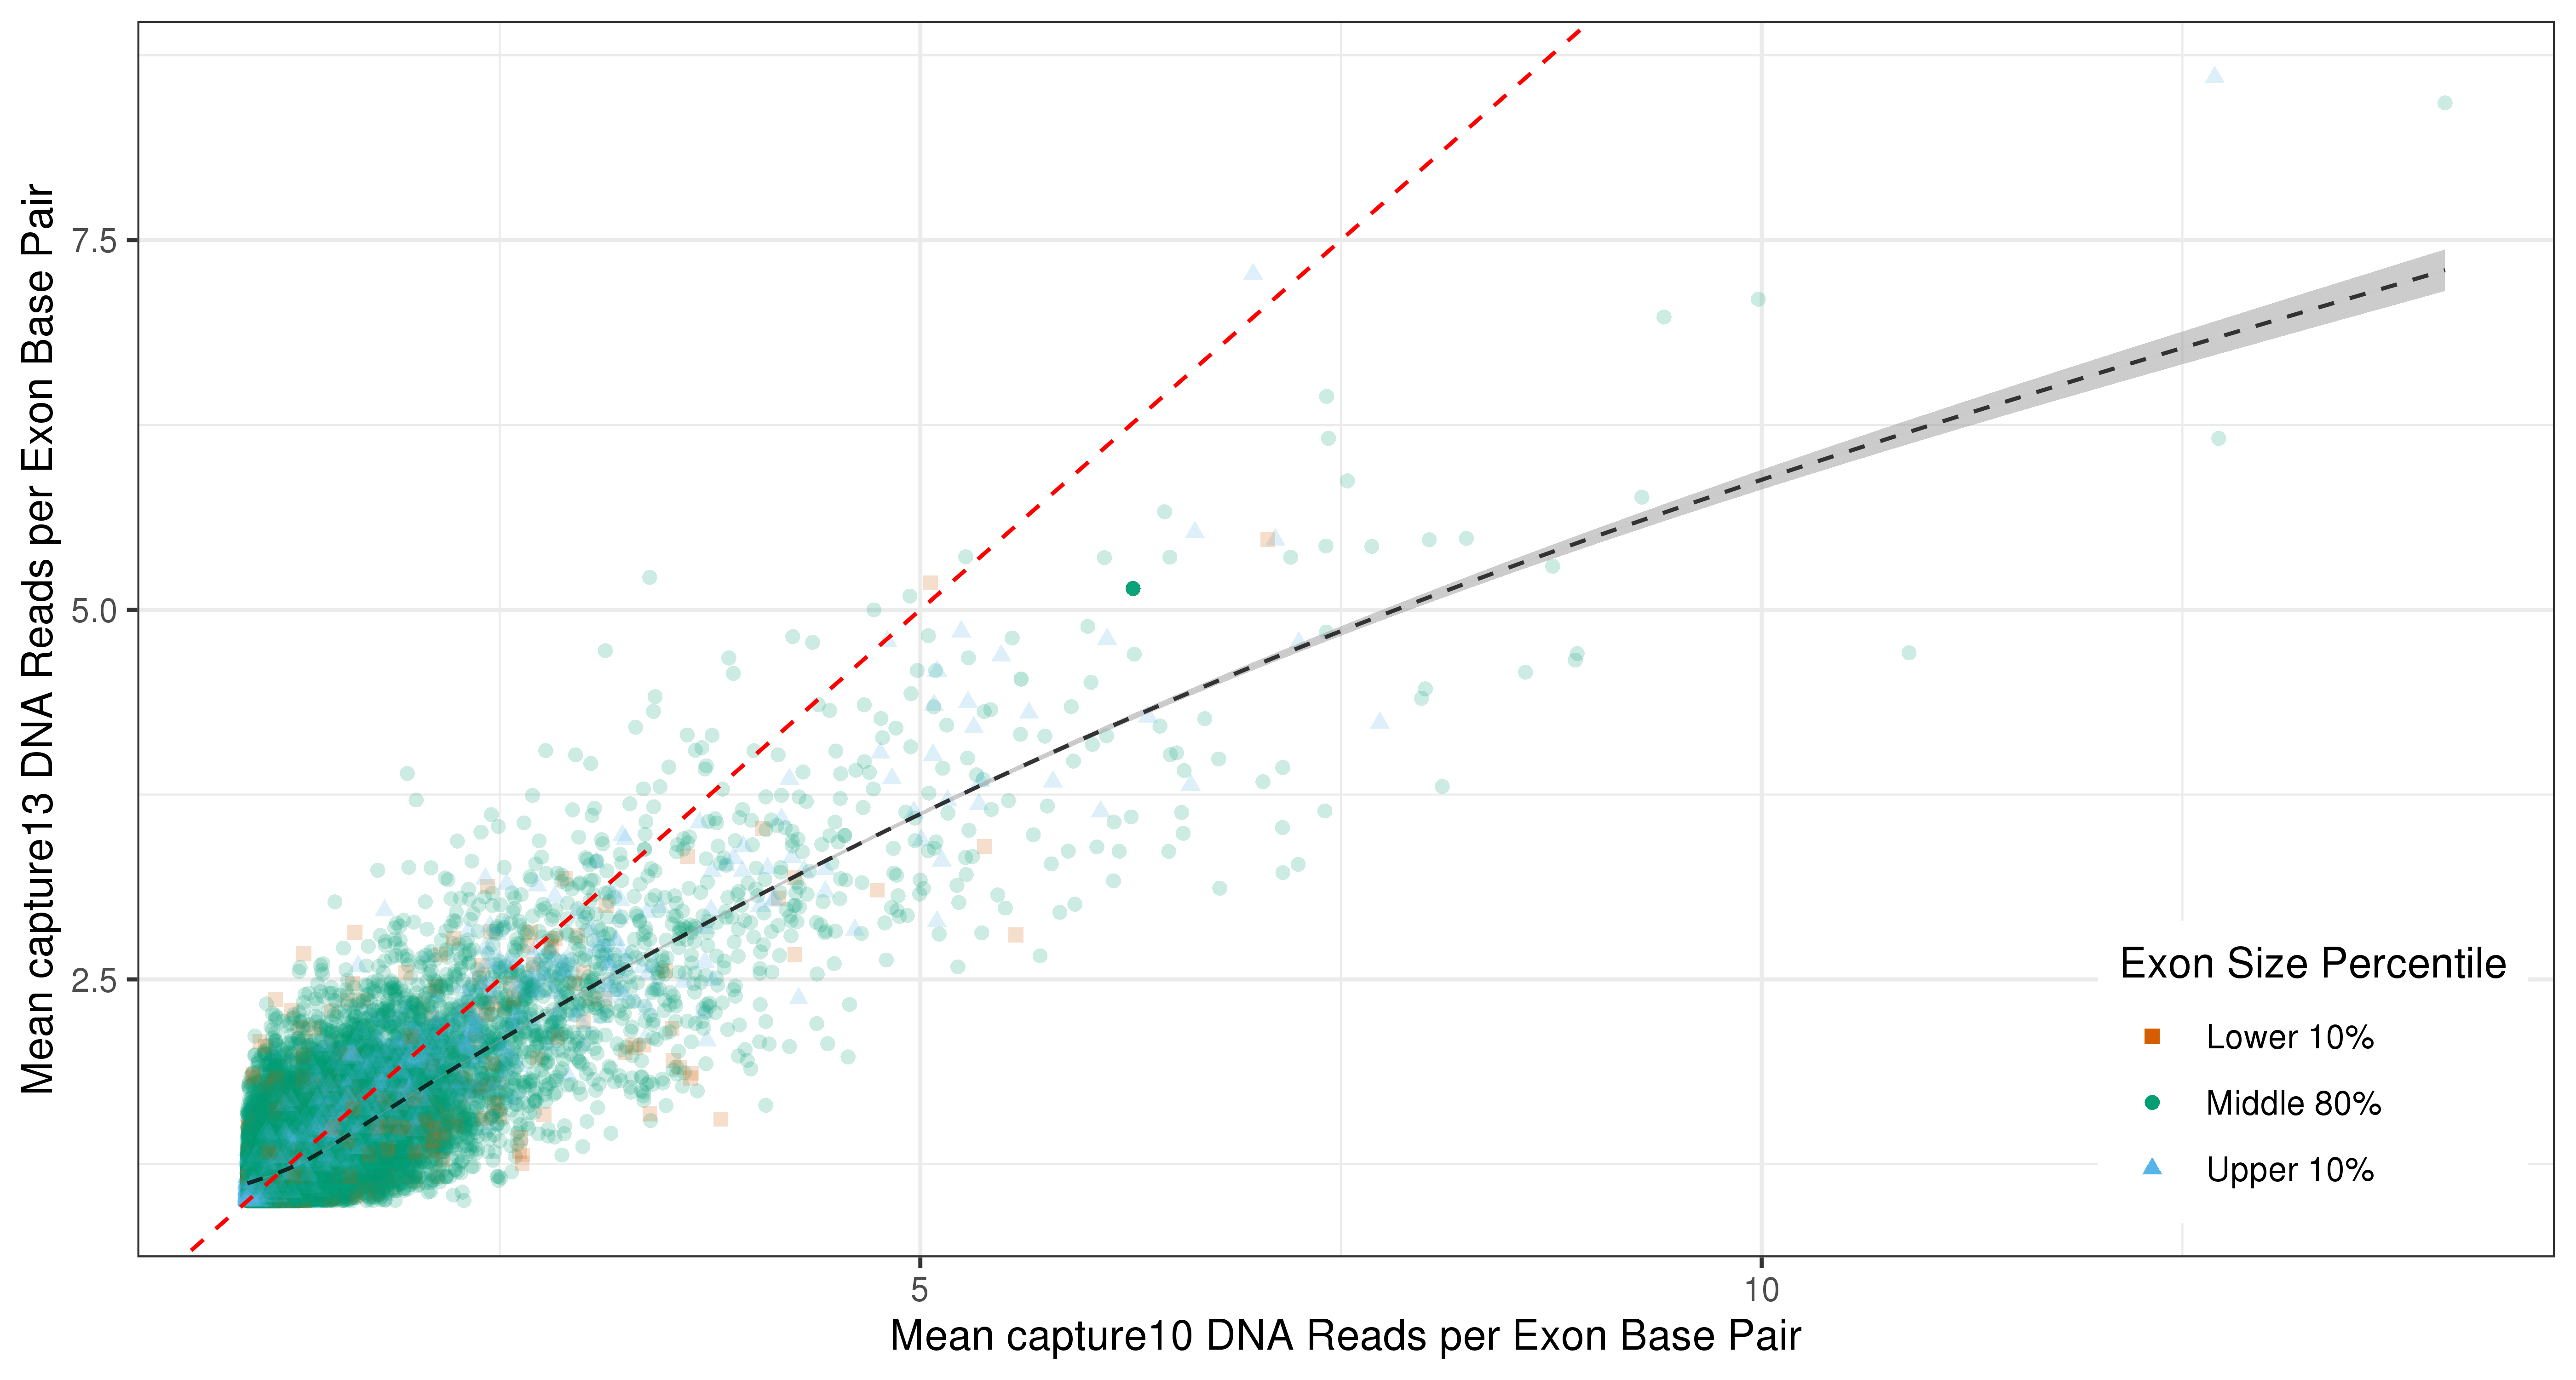 Mean capture13 DNA Reads per Exon Base Pair
7.5
5.0
2.5
5
10
Mean capture10 DNA Reads per Exon Base Pair
Exon Size Percentile
Lower 10%
Middle 80%
Upper 10%